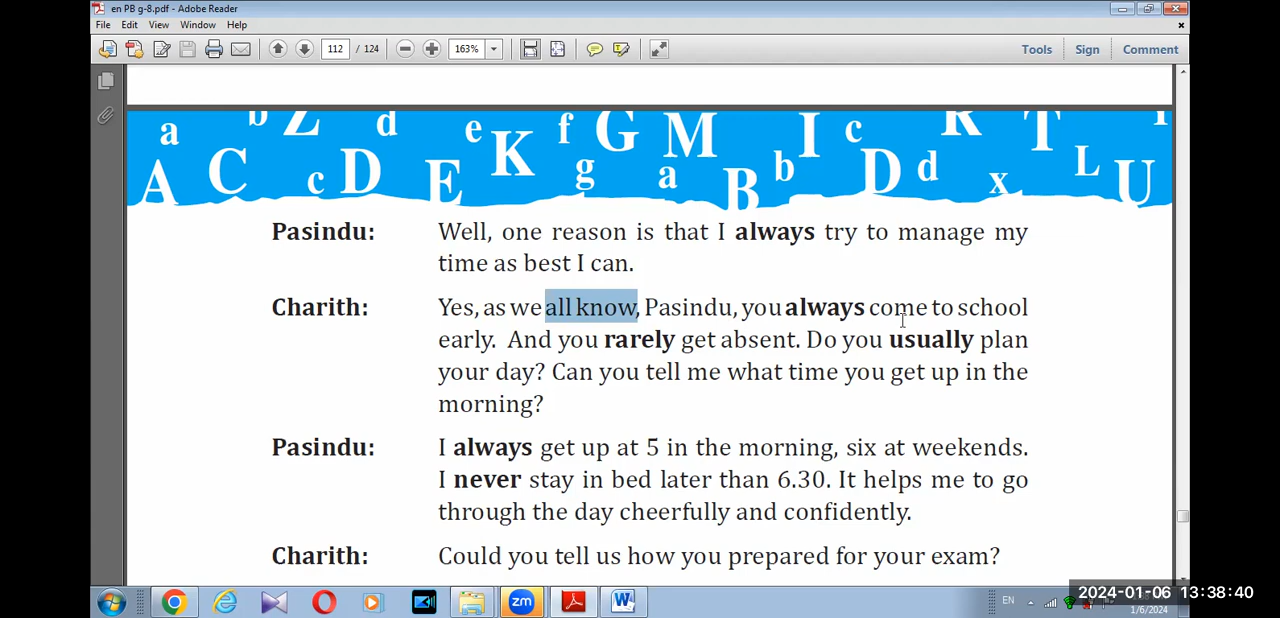 en PB g-8.pdf - Adobe Reader
File Edit View Window Help
112 / 124 163% Tools Sign Comment
a b Z d e K f G M I c R T
A C c D E g a B b D d x L U
Pasindu: Well, one reason is that I always try to manage my
time as best I can.
Charith: Yes, as we all know, Pasindu, you always come to school
early. And you rarely get absent. Do you usually plan
your day? Can you tell me what time you get up in the
morning?
Pasindu: I always get up at 5 in the morning, six at weekends.
I never stay in bed later than 6.30. It helps me to go
through the day cheerfully and confidently.
Charith: Could you tell us how you prepared for your exam?
zm W EN
2024-01-06 13:38:40
1/6/2024